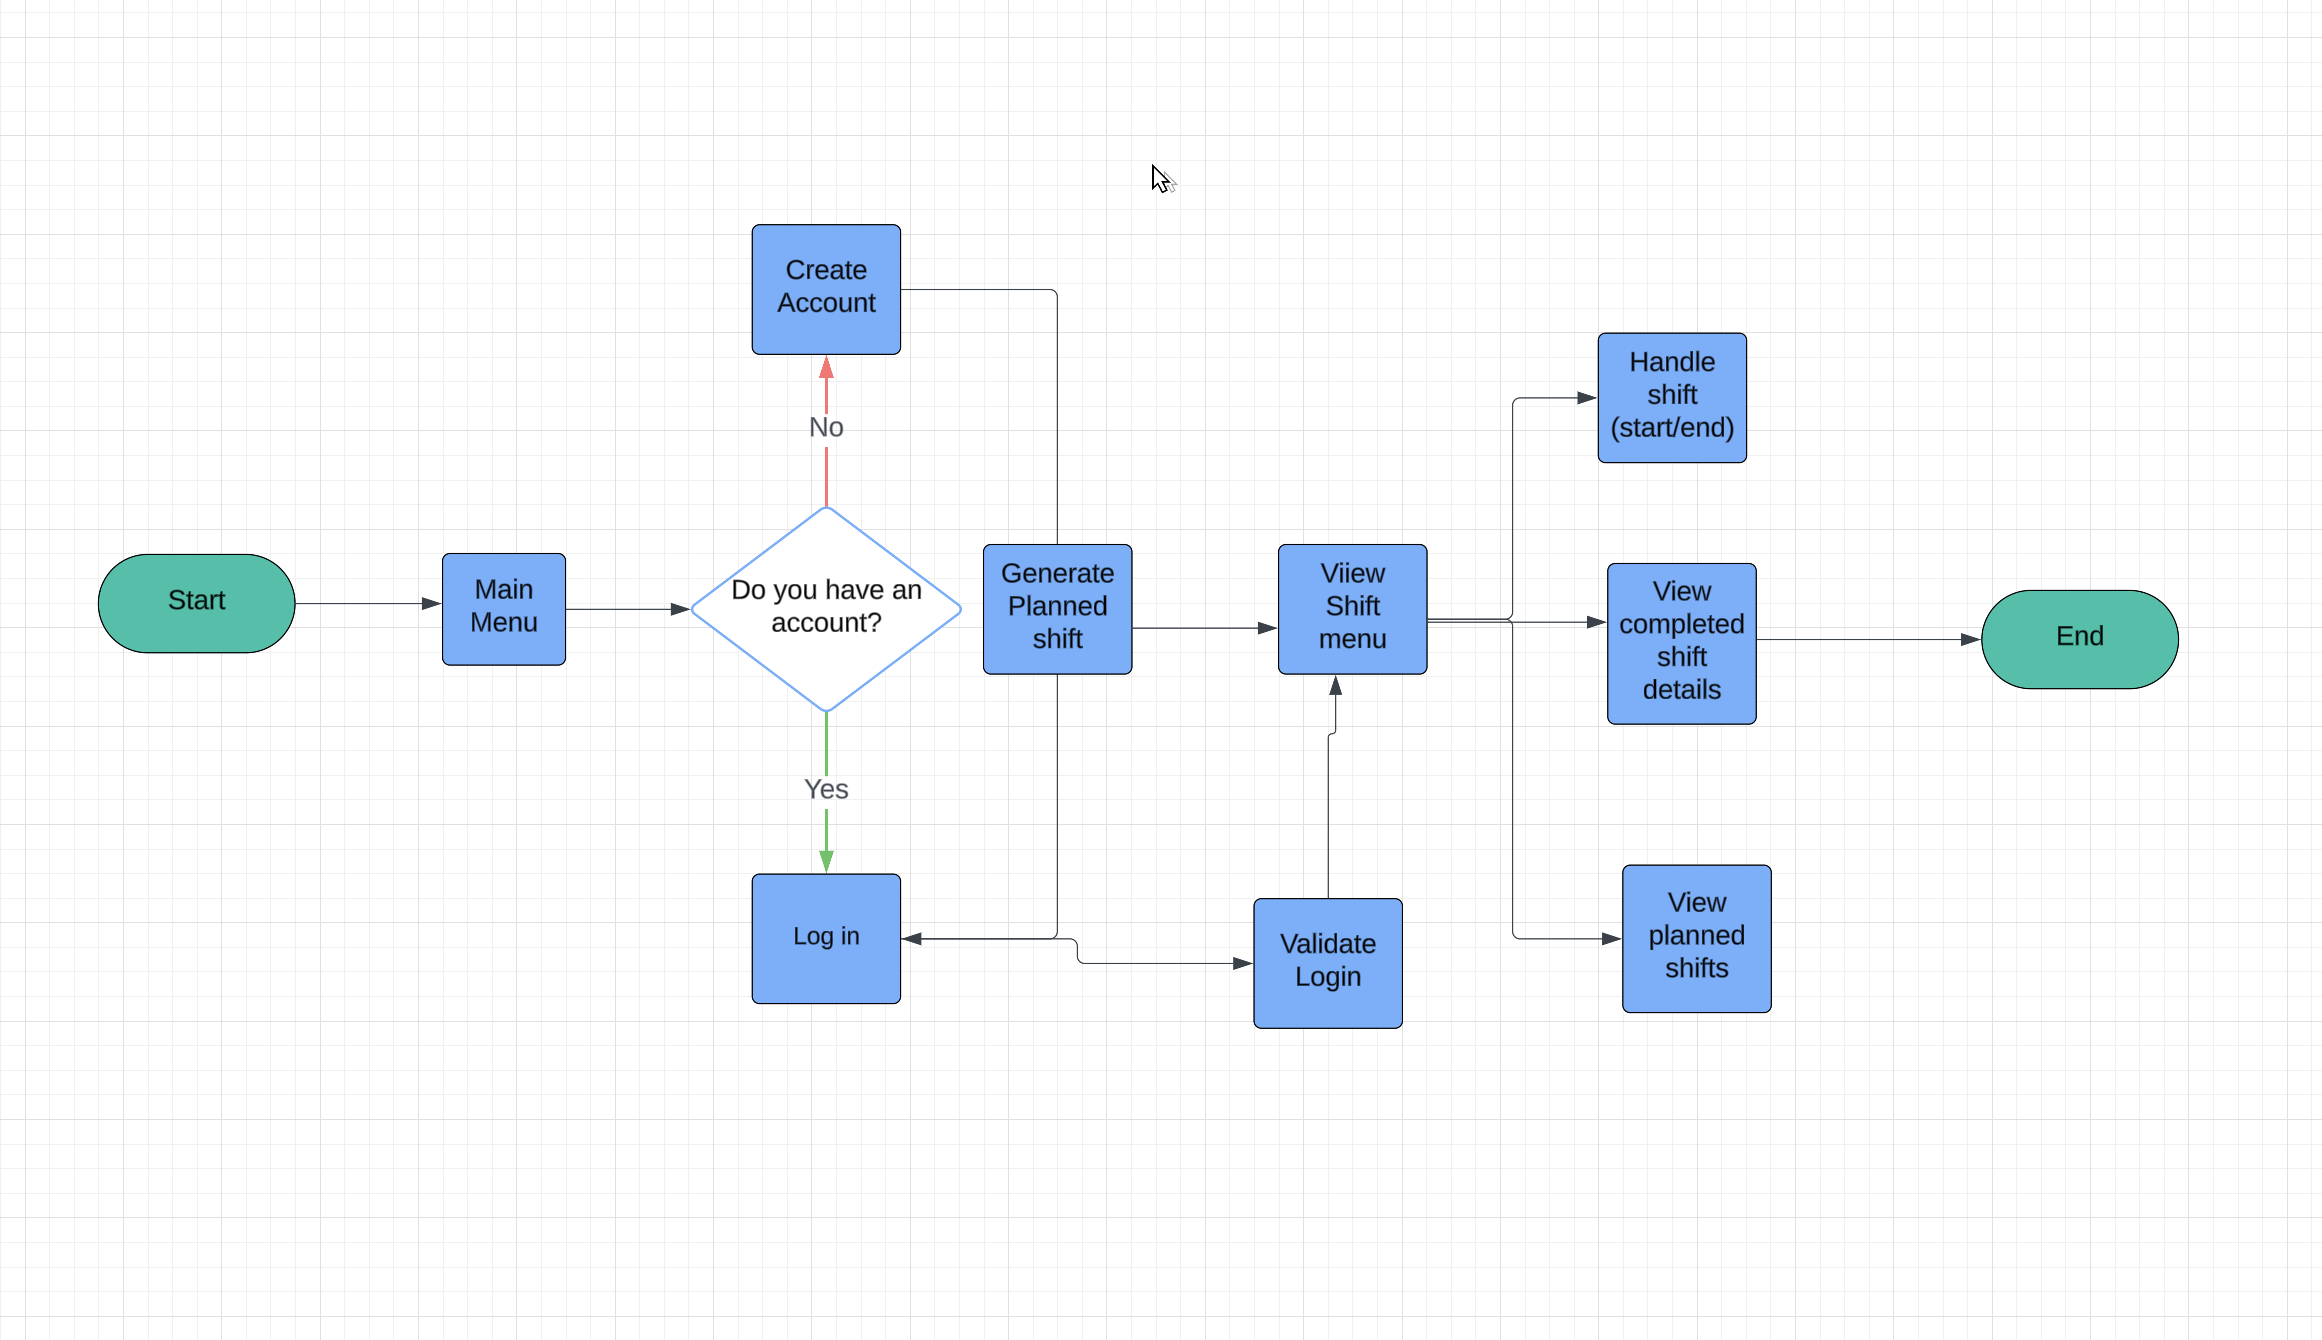 Start
Main
Menu
Do you have an
account?
No
Create
Account
Yes
Log in
Generate
Planned
shift
Viiew
Shift
menu
Validate
Login
Handle
shift
(start/end)
View
completed
shift
details
View
planned
shifts
End